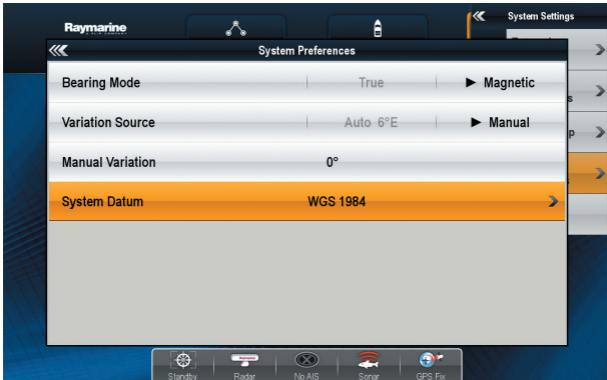 Raymarine
System Settings
System Preferences
Bearing Mode True ► Magnetic
Variation Source Auto 6°E ► Manual
Manual Variation 0°
System Datum WGS 1984
s
p
Standby Radar No AIS Sonar GPS Fix